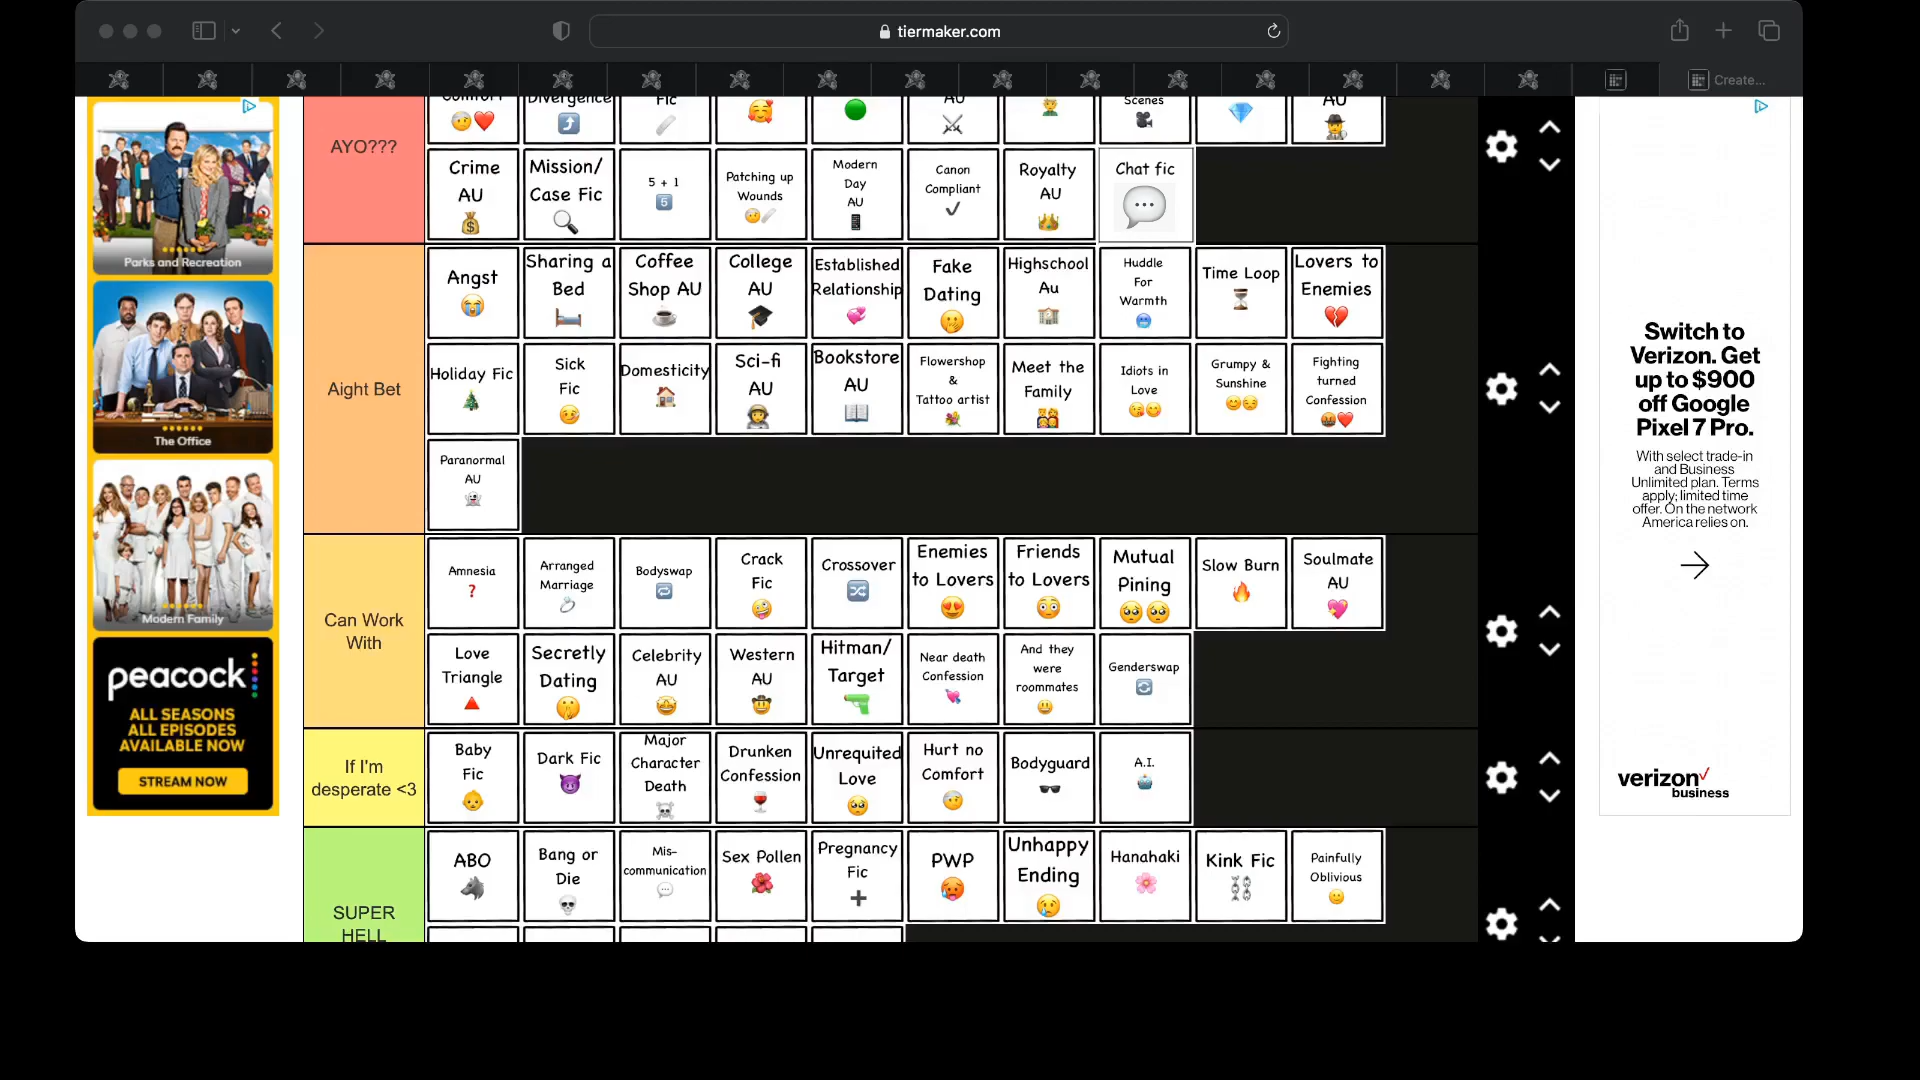 tiermaker.com
Create...
Parks and Recreation
The Office
Modern Family
peacock
ALL SEASONS
ALL EPISODES
AVAILABLE NOW
STREAM NOW
AYO???
Comfort
Divergence
Fic
AU
Scenes
AU
Crime
AU
Mission/
Case Fic
5 + 1
5
Patching up
Wounds
Modern
Day
AU
Canon
Compliant
Royalty
AU
Chat fic
Aight Bet
Angst
Sharing a
Bed
Coffee
Shop AU
College
AU
Established
Relationship
Fake
Dating
Highschool
Au
Huddle
For
Warmth
Time Loop
Lovers to
Enemies
Holiday Fic
Sick
Fic
Domesticity
Sci-fi
AU
Bookstore
AU
Flowershop
&
Tattoo artist
Meet the
Family
Idiots in
Love
Grumpy &
Sunshine
Fighting
turned
Confession
Paranormal
AU
Can Work
With
Amnesia
Arranged
Marriage
Bodyswap
Crack
Fic
Crossover
Enemies
to Lovers
Friends
to Lovers
Mutual
Pining
Slow Burn
Soulmate
AU
Love
Triangle
Secretly
Dating
Celebrity
AU
Western
AU
Hitman/
Target
Near death
Confession
And they
were
roommates
Genderswap
If I'm
desperate <3
Baby
Fic
Dark Fic
Major
Character
Death
Drunken
Confession
Unrequited
Love
Hurt no
Comfort
Bodyguard
A.I.
SUPER
HELL
ABO
Bang or
Die
Mis-
communication
Sex Pollen
Pregnancy
Fic
PWP
Unhappy
Ending
Hanahaki
Kink Fic
Painfully
Oblivious
Switch to
Verizon. Get
up to $900
off Google
Pixel 7 Pro.
With select trade-in
and Business
Unlimited plan. Terms
apply; limited time
offer. On the network
America relies on.
verizon
business